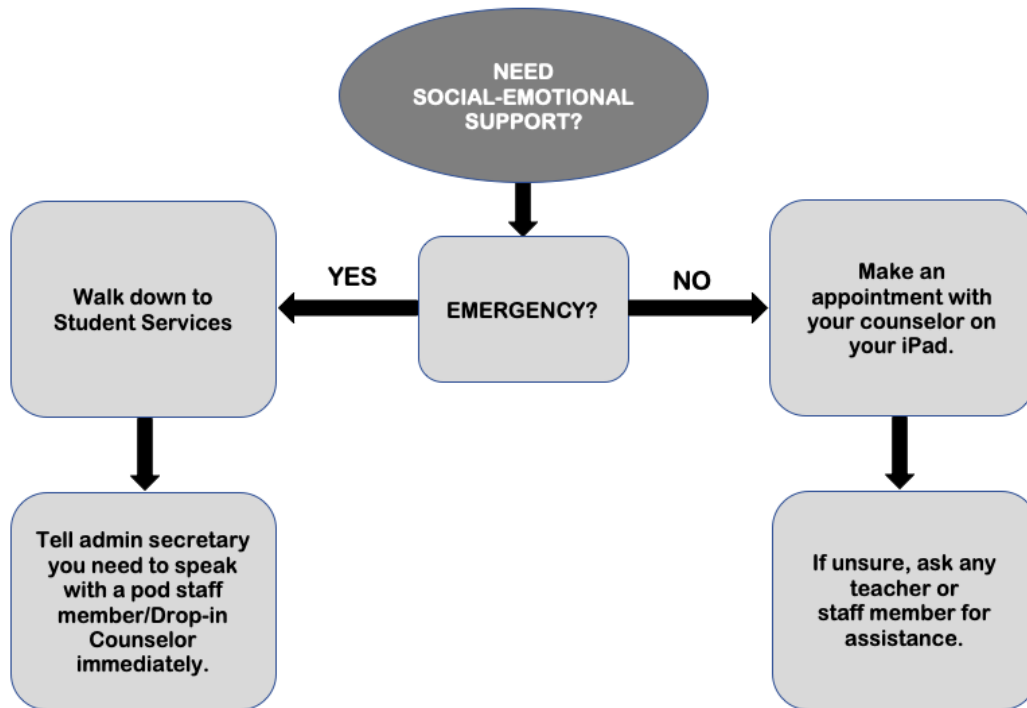 NEED
SOCIAL-EMOTIONAL
SUPPORT?
EMERGENCY?
YES
Walk down to
Student Services
Tell admin secretary
you need to speak
with a pod staff
member/Drop-in
Counselor
immediately.
NO
Make an
appointment with
your counselor on
your iPad.
If unsure, ask any
teacher or
staff member for
assistance.